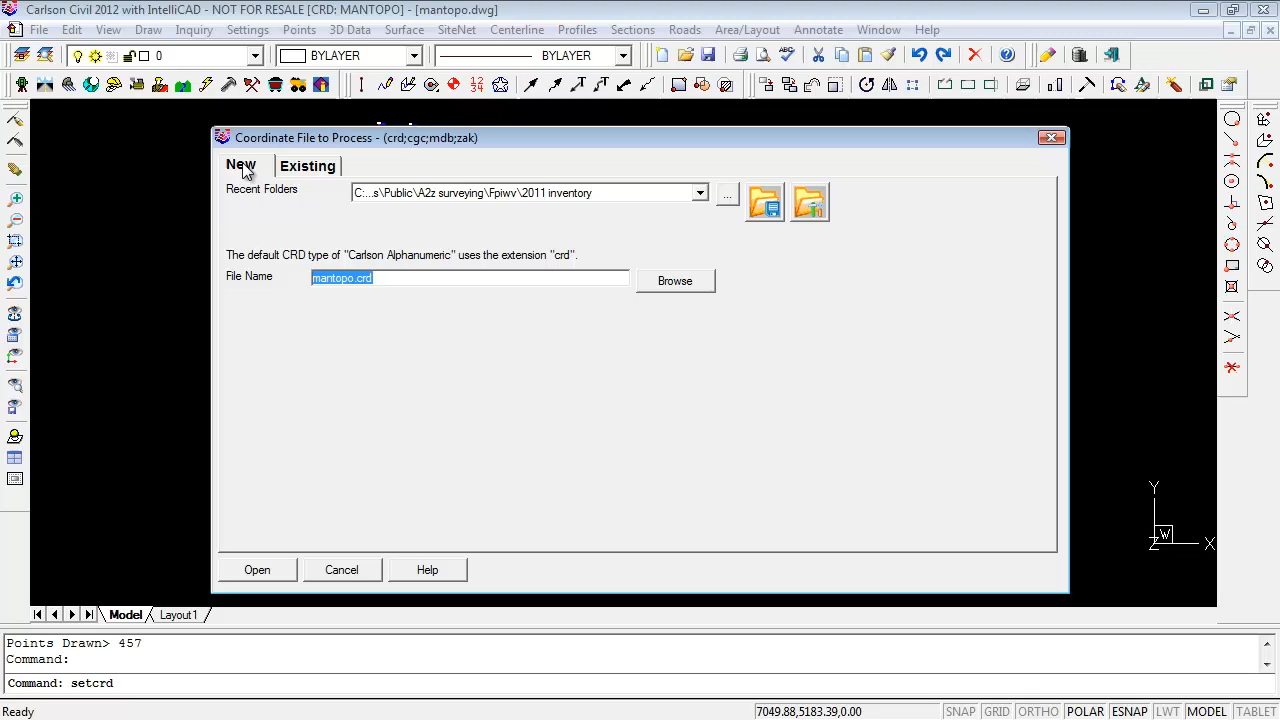 Carlson Civil 2012 with IntelliCAD - NOT FOR RESALE [CRD: MANTOPO] - [mantopo.dwg]
File Edit View Draw Inquiry Settings Points 3D Data Surface SiteNet Centerline Profiles Sections Roads Area/Layout Annotate Window Help
0 BYLAYER BYLAYER
Coordinate File to Process - (crd;cgc;mdb;zak)
New Existing
Recent Folders C:...s\Public\A2z surveying\Fpiwv\2011 inventory ...
The default CRD type of "Carlson Alphanumeric" uses the extension "crd".
File Name mantopo.crd Browse
Open Cancel Help
Y
W
Z X
Model Layout1
Points Drawn> 457
Command:
Command: setcrd
Ready 7049.88,5183.39,0.00 SNAP GRID ORTHO POLAR ESNAP LWT MODEL TABLET